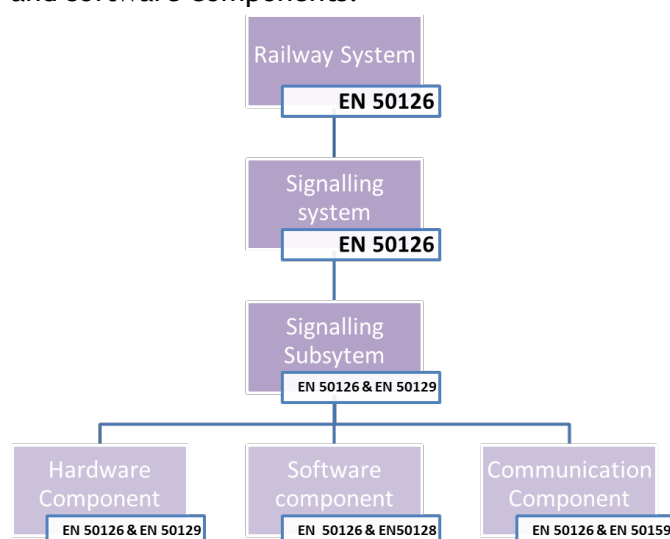 and software components.
Railway System
EN 50126
Signalling
system
EN 50126
Signalling
Subsytem
EN 50126 & EN 50129
Hardware
Component
EN 50126 & EN 50129
Software
component
EN 50126 & EN50128
Communication
Component
EN 50126 & EN 50159